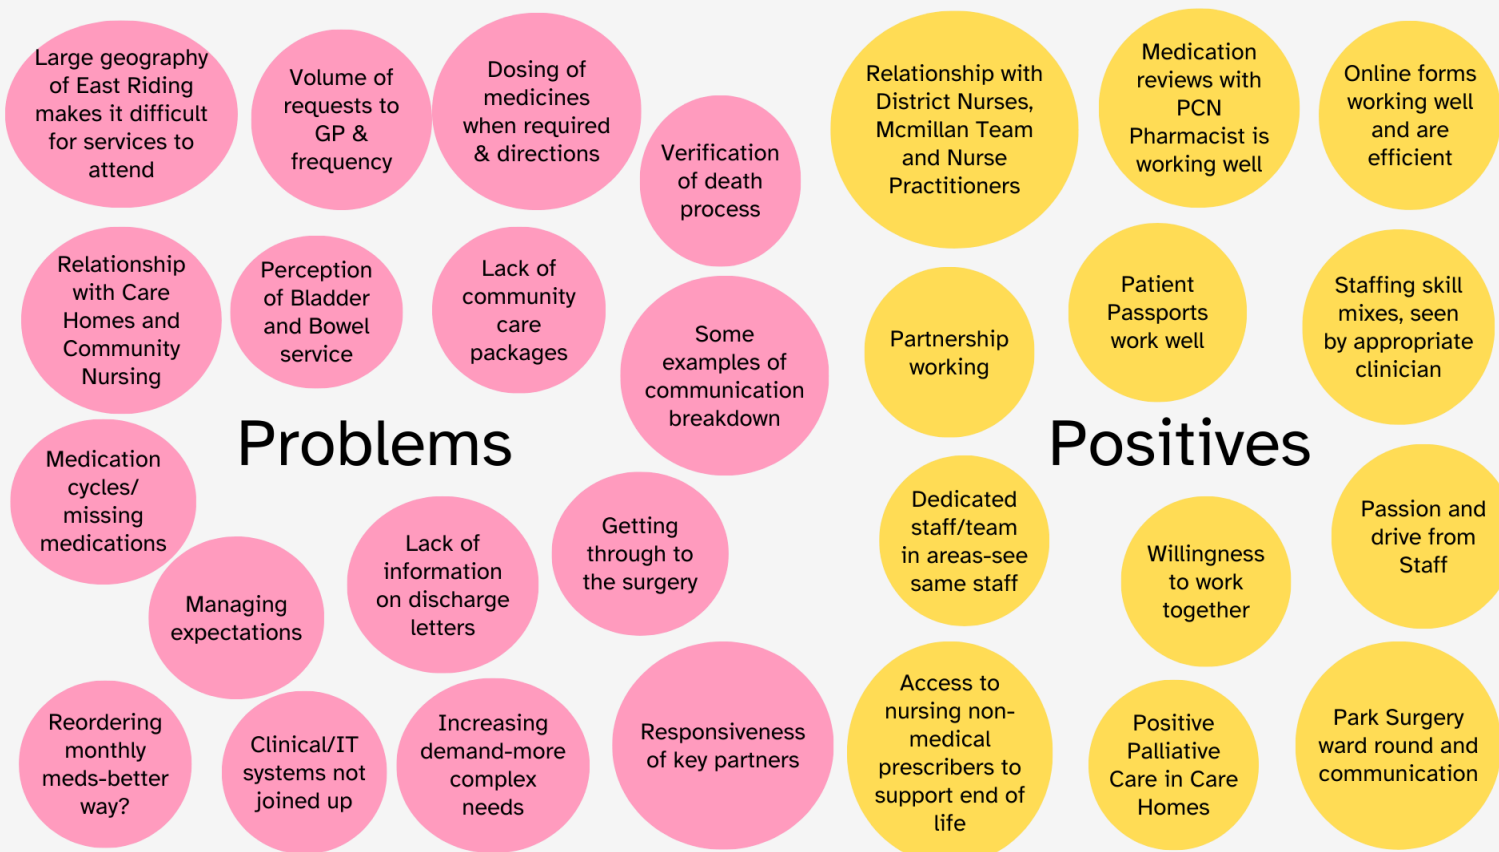 Large geography
of East Riding
makes it difficult
for services to
attend
Volume of
requests to
GP &
frequency
Dosing of
medicines
when required
& directions
Verification
of death
process
Relationship
with Care
Homes and
Community
Nursing
Perception
of Bladder
and Bowel
service
Lack of
community
care
packages
Some
examples of
communication
breakdown
Problems
Medication
cycles/
missing
medications
Managing
expectations
Lack of
information
on discharge
letters
Getting
through to
the surgery
Reordering
monthly
meds-better
way?
Clinical/IT
systems not
joined up
Increasing
demand-more
complex
needs
Responsiveness
of key partners
Relationship with
District Nurses,
Mcmillan Team
and Nurse
Practitioners
Medication
reviews with
PCN
Pharmacist is
working well
Online forms
working well
and are
efficient
Partnership
working
Patient
Passports
work well
Staffing skill
mixes, seen
by appropriate
clinician
Positives
Dedicated
staff/team
in areas-see
same staff
Willingness
to work
together
Passion and
drive from
Staff
Access to
nursing non-
medical
prescribers to
support end of
life
Positive
Palliative
Care in Care
Homes
Park Surgery
ward round and
communication